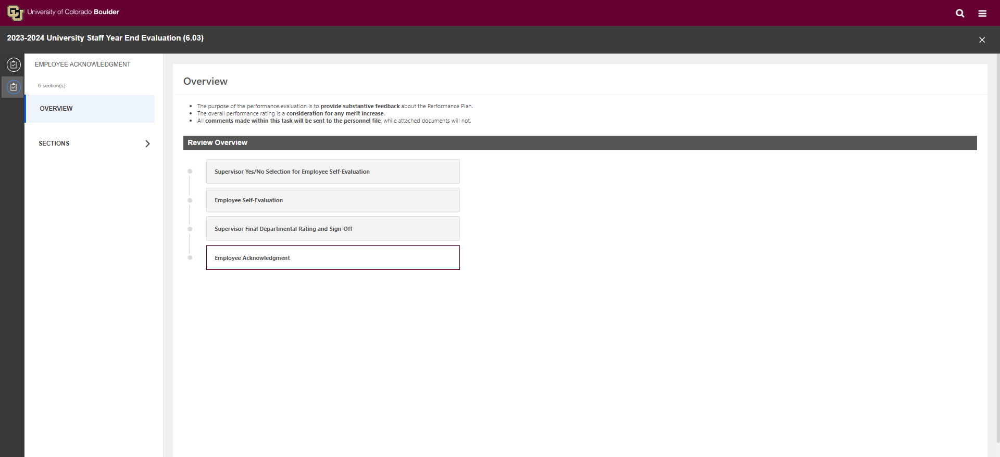 CU University of Colorado Boulder
2023-2024 University Staff Year End Evaluation (6.03)
EMPLOYEE ACKNOWLEDGMENT
5 section(s)
OVERVIEW
SECTIONS
Overview
The purpose of the performance evaluation is to provide substantive feedback about the Performance Plan.
The overall performance rating is a consideration for any merit increase.
All comments made within this task will be sent to the personnel file, while attached documents will not.
Review Overview
Supervisor Yes/No Selection for Employee Self-Evaluation
Employee Self-Evaluation
Supervisor Final Departmental Rating and Sign-Off
Employee Acknowledgment